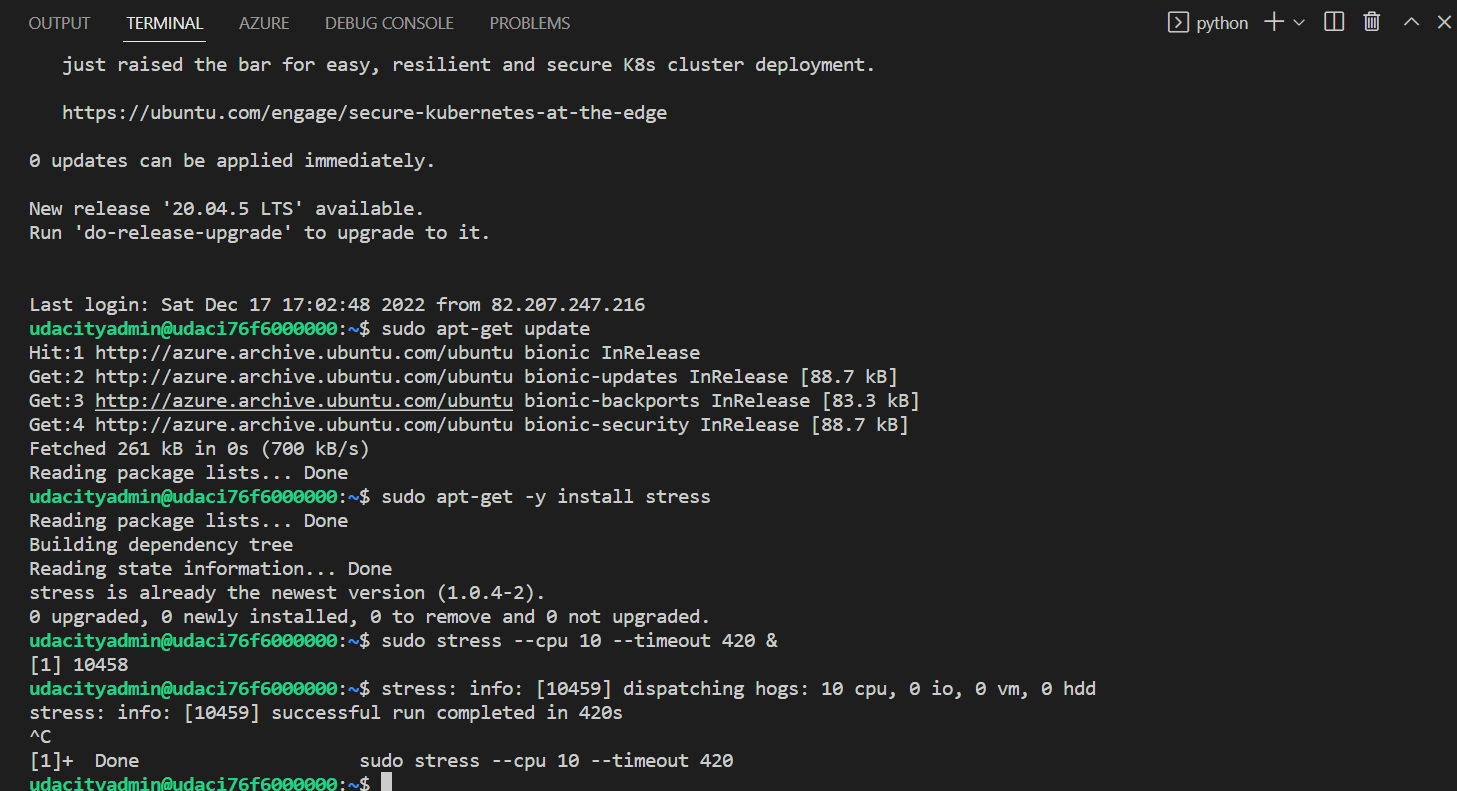 OUTPUT TERMINAL AZURE DEBUG CONSOLE PROBLEMS python
just raised the bar for easy, resilient and secure K8s cluster deployment.
https://ubuntu.com/engage/secure-kubernetes-at-the-edge
0 updates can be applied immediately.
New release '20.04.5 LTS' available.
Run 'do-release-upgrade' to upgrade to it.
Last login: Sat Dec 17 17:02:48 2022 from 82.207.247.216
udacityadmin@udaci76f6000000:~$ sudo apt-get update
Hit:1 http://azure.archive.ubuntu.com/ubuntu bionic InRelease
Get:2 http://azure.archive.ubuntu.com/ubuntu bionic-updates InRelease [88.7 kB]
Get:3 http://azure.archive.ubuntu.com/ubuntu bionic-backports InRelease [83.3 kB]
Get:4 http://azure.archive.ubuntu.com/ubuntu bionic-security InRelease [88.7 kB]
Fetched 261 kB in 0s (700 kB/s)
Reading package lists... Done
udacityadmin@udaci76f6000000:~$ sudo apt-get -y install stress
Reading package lists... Done
Building dependency tree
Reading state information... Done
stress is already the newest version (1.0.4-2).
0 upgraded, 0 newly installed, 0 to remove and 0 not upgraded.
udacityadmin@udaci76f6000000:~$ sudo stress --cpu 10 --timeout 420 &
[1] 10458
udacityadmin@udaci76f6000000:~$ stress: info: [10459] dispatching hogs: 10 cpu, 0 io, 0 vm, 0 hdd
stress: info: [10459] successful run completed in 420s
^C
[1]+  Done                    sudo stress --cpu 10 --timeout 420
udacityadmin@udaci76f6000000:~$